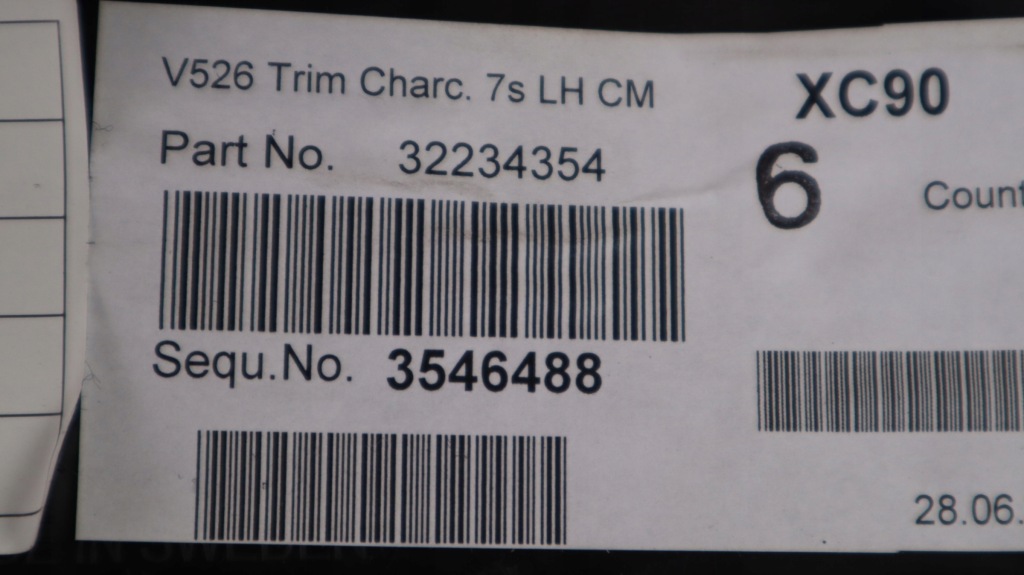 V526 Trim Charc. 7s LH CM
XC90
Part No. 32234354
6
Count
Sequ.No. 3546488
28.06.